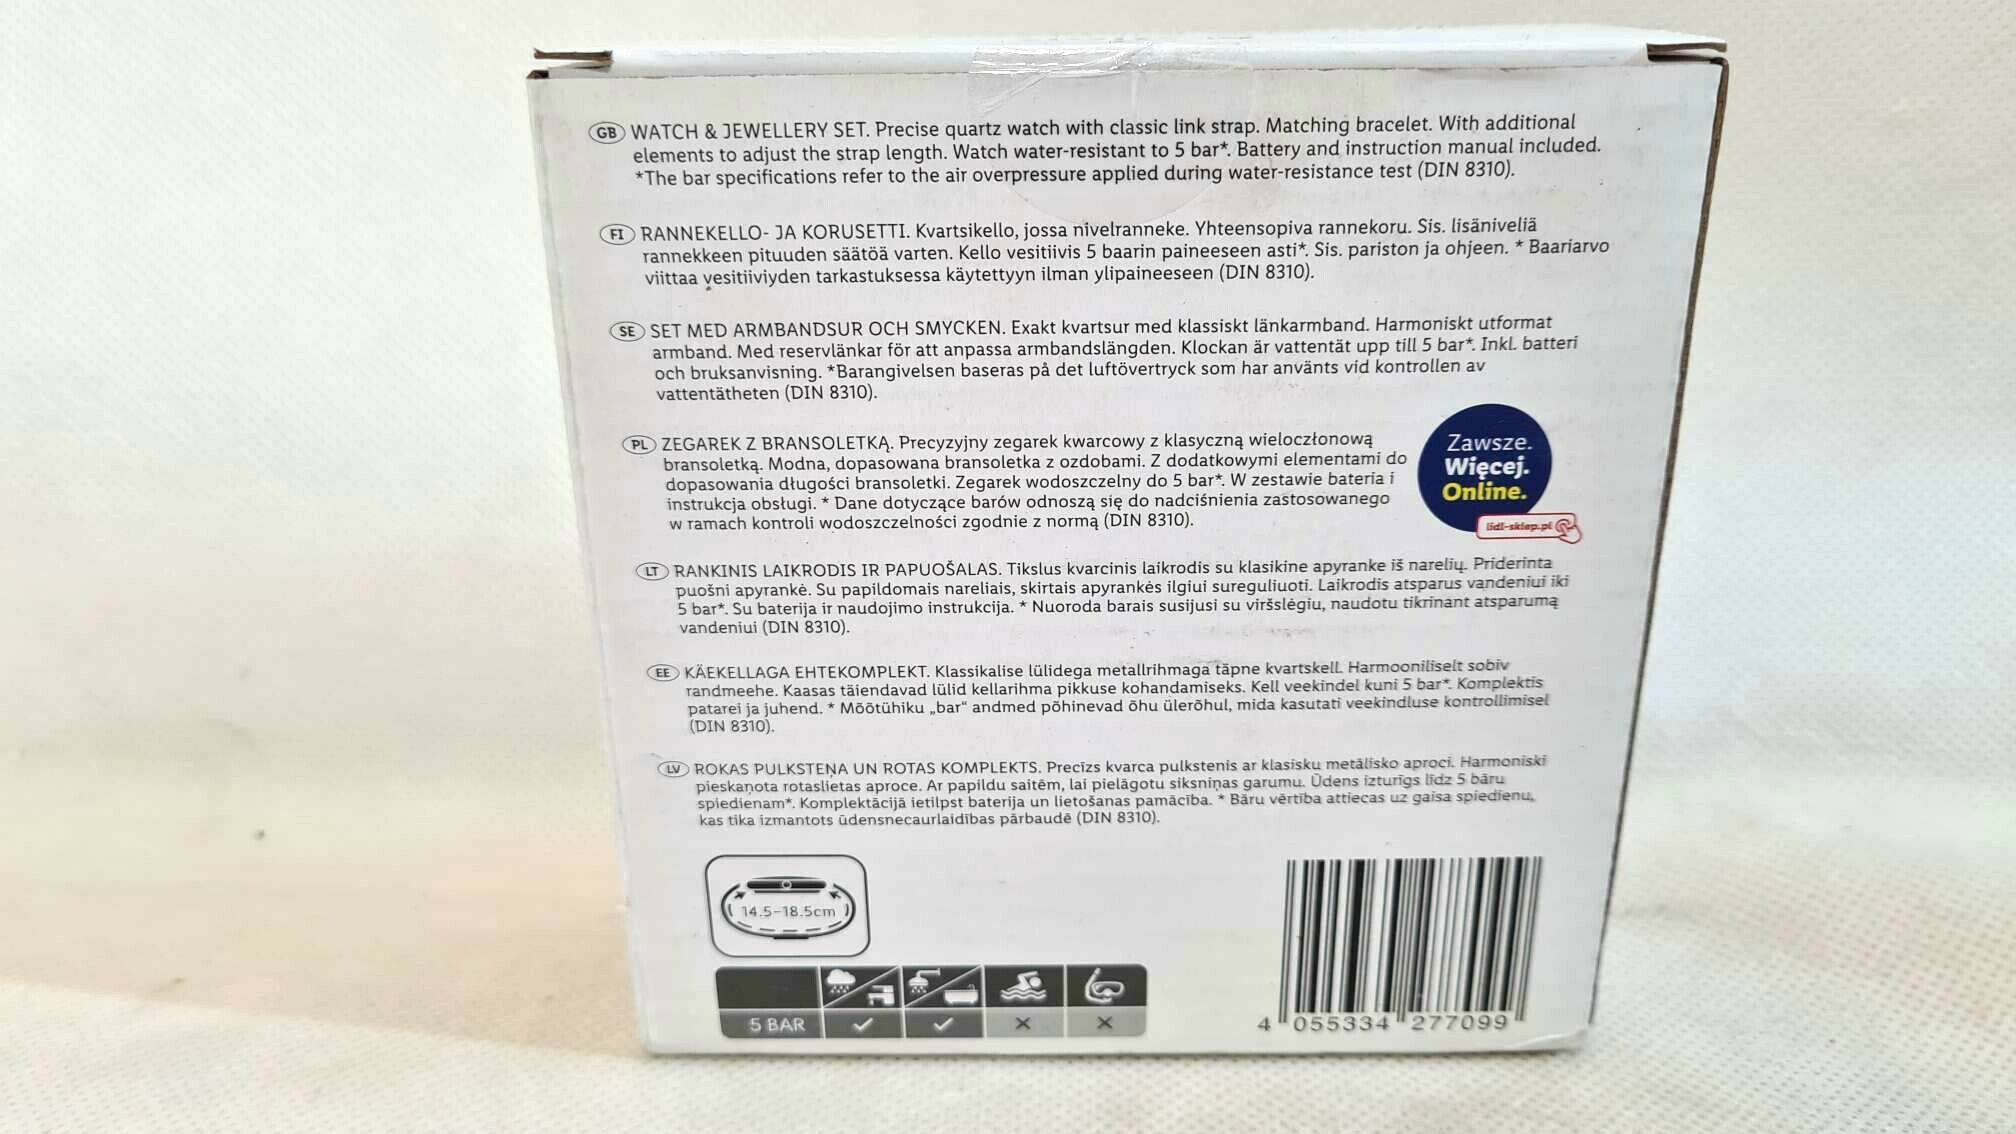 GB WATCH & JEWELLERY SET. Precise quartz watch with classic link strap. Matching bracelet. With additional
elements to adjust the strap length. Watch water-resistant to 5 bar*. Battery and instruction manual included.
*The bar specifications refer to the air overpressure applied during water-resistance test (DIN 8310).
FI RANNEKELLO- JA KORUSETTI. Kvartsikello, jossa nivelranneke. Yhteensopiva rannekoru. Sis. lisäniveliä
rannekkeen pituuden säätöä varten. Kello vesitiivis 5 baarin paineeseen asti*. Sis. pariston ja ohjeen. * Baariarvo
viittaa vesitiiviyden tarkastuksessa käytettyyn ilman ylipaineeseen (DIN 8310).
SE SET MED ARMBANDSUR OCH SMYCKEN. Exakt kvartsur med klassiskt länkarmband. Harmoniskt utformat
armband. Med reservlänkar för att anpassa armbandslängden. Klockan är vattentät upp till 5 bar*. Inkl. batteri
och bruksanvisning. *Barangivelsen baseras på det luftövertryck som har använts vid kontrollen av
vattentätheten (DIN 8310).
PL ZEGAREK Z BRANSOLETKĄ. Precyzyjny zegarek kwarcowy z klasyczną wieloczłonową
bransoletką. Modna, dopasowana bransoletka z ozdobami. Z dodatkowymi elementami do
dopasowania długości bransoletki. Zegarek wodoszczelny do 5 bar*. W zestawie bateria i
instrukcja obsługi. * Dane dotyczące barów odnoszą się do nadciśnienia zastosowanego
w ramach kontroli wodoszczelności zgodnie z normą (DIN 8310).
Zawsze.
Więcej.
Online.
lidl-sklep.pl
LT RANKINIS LAIKRODIS IR PAPUOŠALAS. Tikslus kvarcinis laikrodis su klasikine apyranke iš narelių. Priderinta
puošni apyrankė. Su papildomais nareliais, skirtais apyrankės ilgiui sureguliuoti. Laikrodis atsparus vandeniui iki
5 bar*. Su baterija ir naudojimo instrukcija. * Nuoroda barais susijusi su viršslėgiu, naudotu tikrinant atsparumą
vandeniui (DIN 8310).
EE KÄEKELLAGA EHTEKOMPLEKT. Klassikalise lülidega metallrihmaga täpne kvartskell. Harmooniliselt sobiv
randmeehe. Kaasas täiendavad lülid kellarihma pikkuse kohandamiseks. Kell veekindel kuni 5 bar*. Komplektis
patarei ja juhend. * Mõõtühiku „bar“ andmed põhinevad õhu ülerõhul, mida kasutati veekindluse kontrollimisel
(DIN 8310).
LV ROKAS PULKSTEŅA UN ROTAS KOMPLEKTS. Precīzs kvarca pulkstenis ar klasisku metālisko aproci. Harmoniski
pieskaņota rotaslietas aproce. Ar papildu saitēm, lai pielāgotu siksniņas garumu. Ūdens izturīgs līdz 5 bāru
spiedienam*. Komplektācijā ietilpst baterija un lietošanas pamācība. * Bāru vērtība attiecas uz gaisa spiedienu,
kas tika izmantots ūdensnecaurlaidības pārbaudē (DIN 8310).
14.5–18.5cm
5 BAR
4 055334 277099